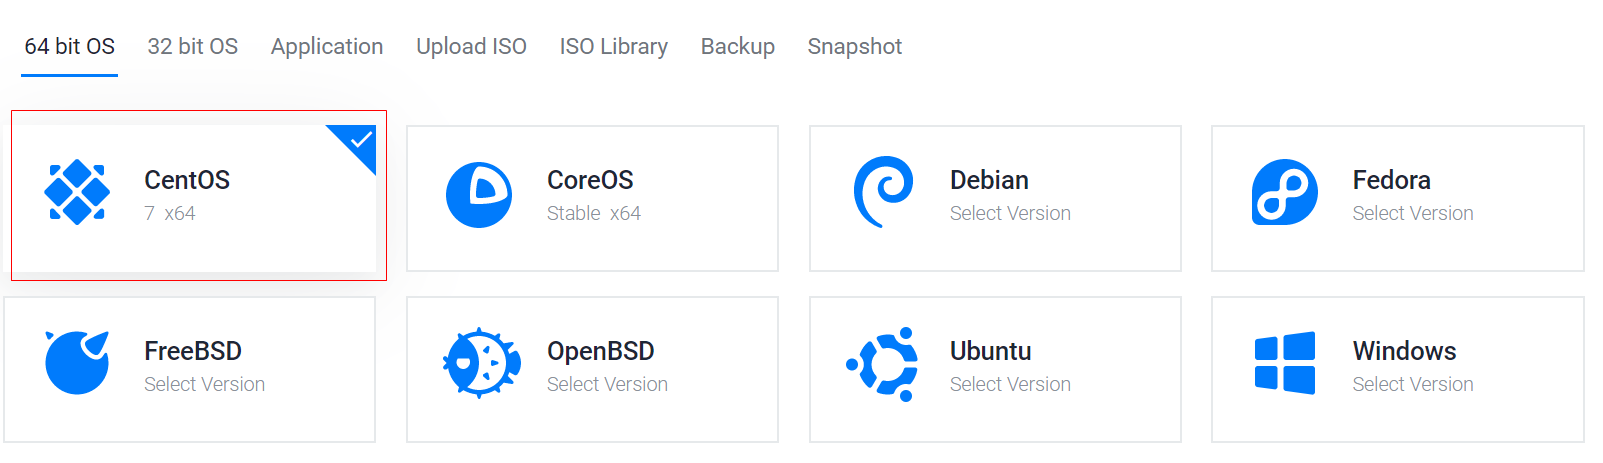 64 bit OS 32 bit OS Application Upload ISO ISO Library Backup Snapshot
CentOS
7 x64
CoreOS
Stable x64
Debian
Select Version
Fedora
Select Version
FreeBSD
Select Version
OpenBSD
Select Version
Ubuntu
Select Version
Windows
Select Version